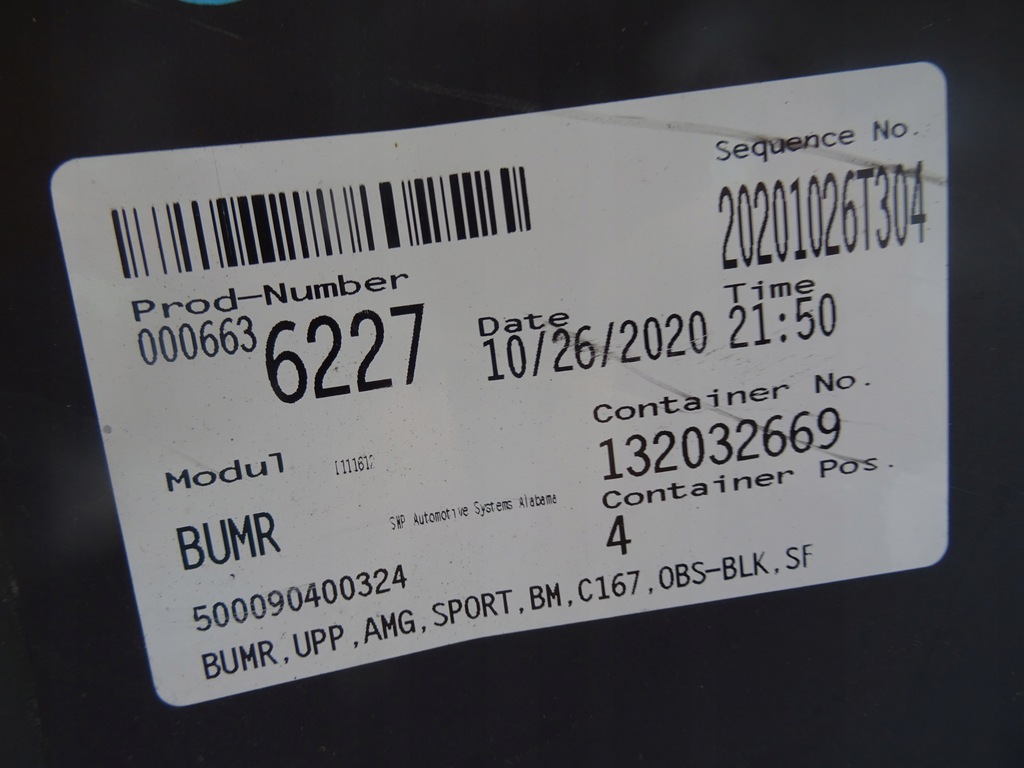 Sequence No.
20201026T304
Prod-Number
000663 6227
Date
10/26/2020
Time
21:50
Container No.
132032669
Modul
Container Pos.
BUMR
Automotive Systems Alabama
4
500090400324
BUMR,UPP,AMG,SPORT,BM,C167,OBS-BLK,SF